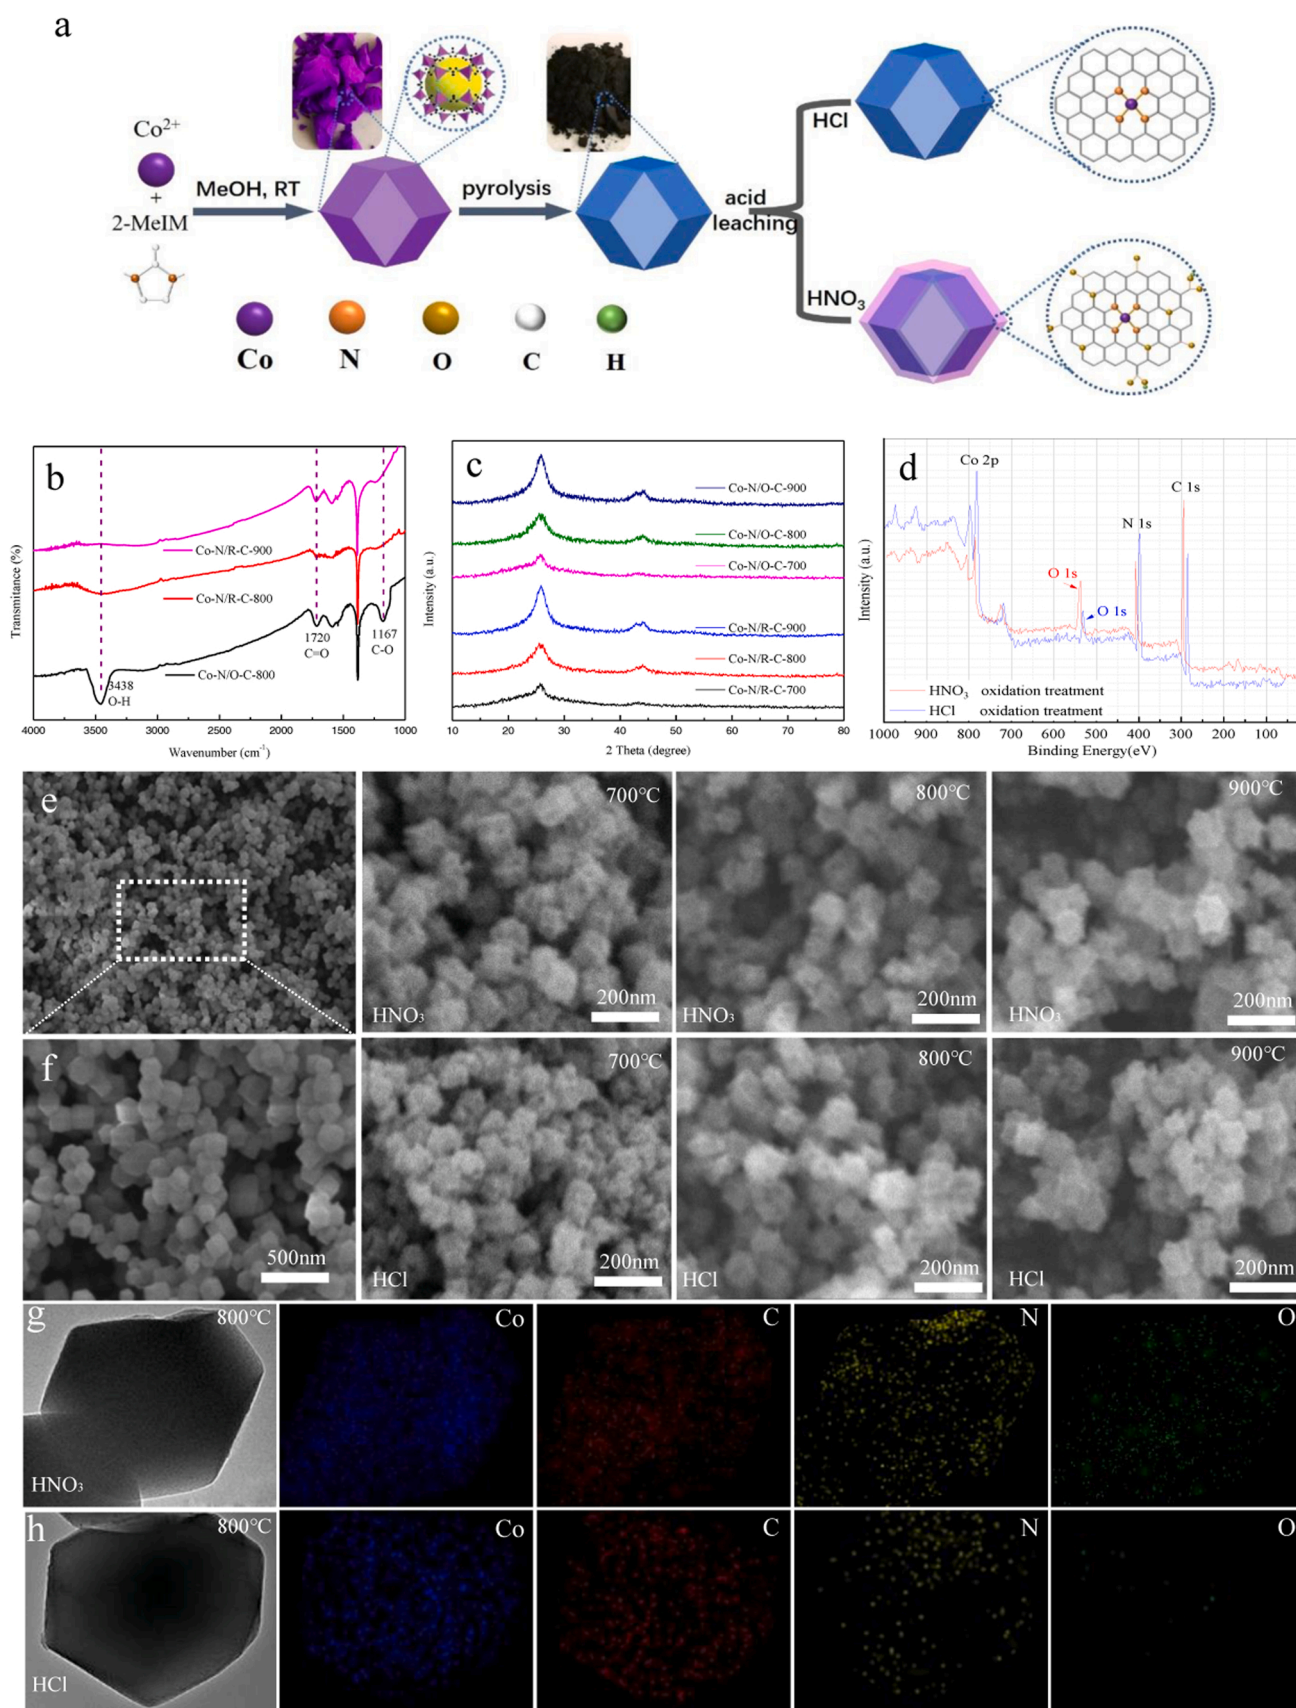 a
Co²⁺
+
2-MeIM
MeOH, RT
pyrolysis
acid
leaching
HCl
HNO₃
Co
N
O
C
H
b
Transmitance (%)
Co-N/R-C-900
Co-N/R-C-800
Co-N/O-C-800
3438
O-H
1720
C=O
1167
C-O
4000
3500
2500
2000
1500
1000
Wavenumber (cm⁻¹)
c
Intensity (a.u.)
Co-N/O-C-900
Co-N/O-C-800
Co-N/O-C-700
Co-N/R-C-900
Co-N/R-C-800
Co-N/R-C-700
10 20 30 40 50 60 70 80
2 Theta (degree)
d
Intensity (a.u.)
Co 2p
C 1s
N 1s
O 1s
O 1s
HNO₃ oxidation treatment
HCl oxidation treatment
1000 900 800 700 600 500 400 300 200 100 0
Binding Energy(eV)
e
700℃
HNO₃
200nm
800℃
HNO₃
200nm
900℃
HNO₃
200nm
f
500nm
700℃
HCl
200nm
800℃
HCl
200nm
900℃
HCl
200nm
g
800℃
HNO₃
Co
C
N
O
h
800℃
HCl
Co
C
N
O